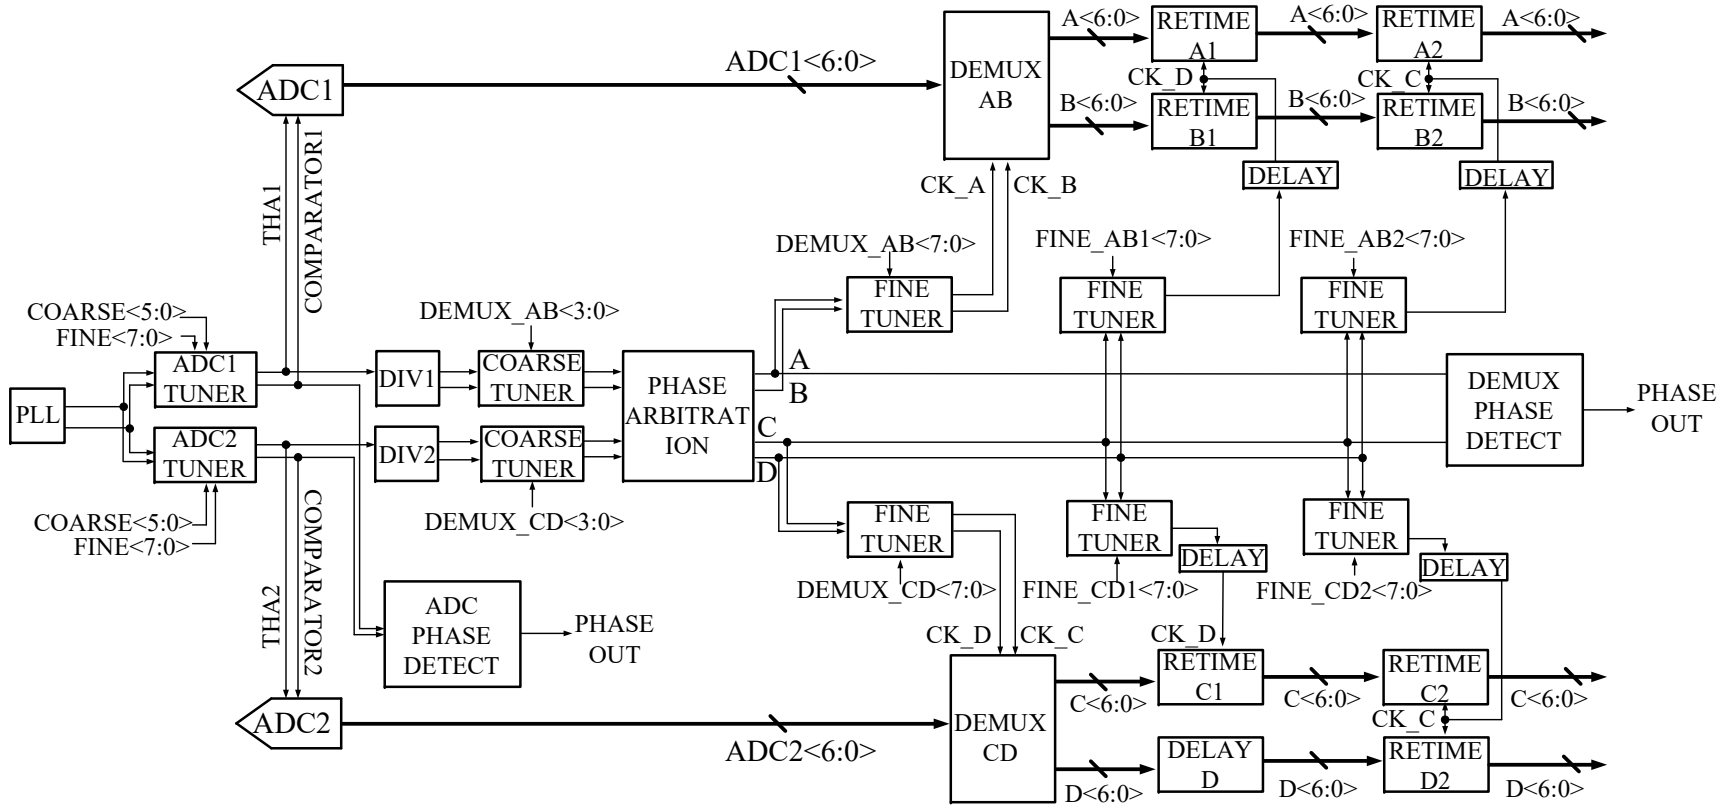 A<6:0>
RETIME
A1
A<6:0>
RETIME
A2
A<6:0>
ADC1
ADC1<6:0>
DEMUX
AB
CK_D
CK_C
B<6:0>
RETIME
B1
B<6:0>
RETIME
B2
B<6:0>
THA1
COMPARATOR1
CK_A
CK_B
DELAY
DELAY
DEMUX_AB<7:0>
FINE_AB1<7:0>
FINE_AB2<7:0>
FINE
TUNER
FINE
TUNER
FINE
TUNER
COARSE<5:0>
FINE<7:0>
DEMUX_AB<3:0>
PLL
ADC1
TUNER
DIV1
COARSE
TUNER
PHASE
ARBITRAT
ION
A
B
C
D
DEMUX
PHASE
DETECT
PHASE
OUT
ADC2
TUNER
DIV2
COARSE
TUNER
COARSE<5:0>
FINE<7:0>
DEMUX_CD<3:0>
FINE
TUNER
FINE
TUNER
FINE
TUNER
DELAY
DELAY
DEMUX_CD<7:0>
FINE_CD1<7:0>
FINE_CD2<7:0>
THA2
COMPARATOR2
ADC
PHASE
DETECT
PHASE
OUT
CK_D
CK_C
CK_D
ADC2
ADC2<6:0>
DEMUX
CD
C<6:0>
RETIME
C1
C<6:0>
RETIME
C2
C<6:0>
CK_C
D<6:0>
DELAY
D
D<6:0>
RETIME
D2
D<6:0>